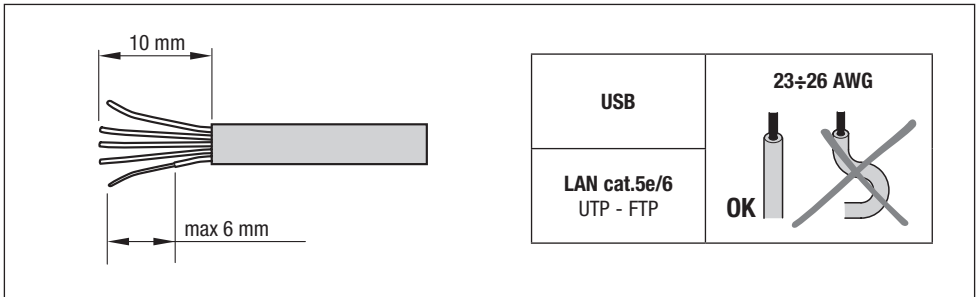 10 mm
max 6 mm
USB
LAN cat.5e/6
UTP - FTP
23÷26 AWG
OK